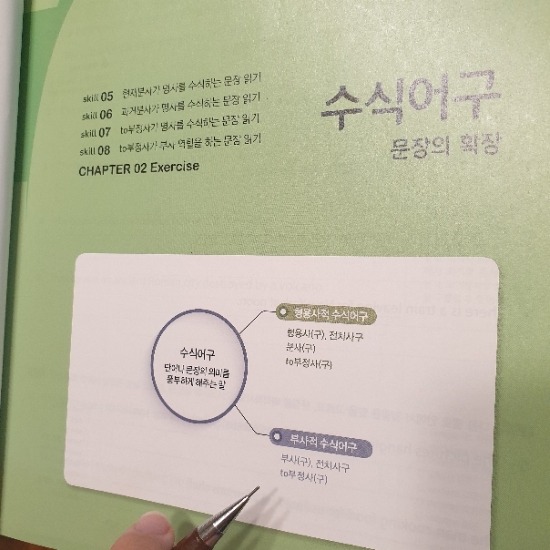 skill 05 현재분사가 명사를 수식하는 문장 읽기
skill 06 과거분사가 명사를 수식하는 문장 읽기
skill 07 to부정사가 명사를 수식하는 문장 읽기
skill 08 to부정사가 부사 역할을 하는 문장 읽기
CHAPTER 02 Exercise
수식어구
문장의 확장
수식어구
단어나 문장의 의미를
풍부하게 해주는 말
형용사적 수식어구
형용사(구), 전치사구
분사(구)
to부정사(구)
부사적 수식어구
부사(구), 전치사구
to부정사(구)